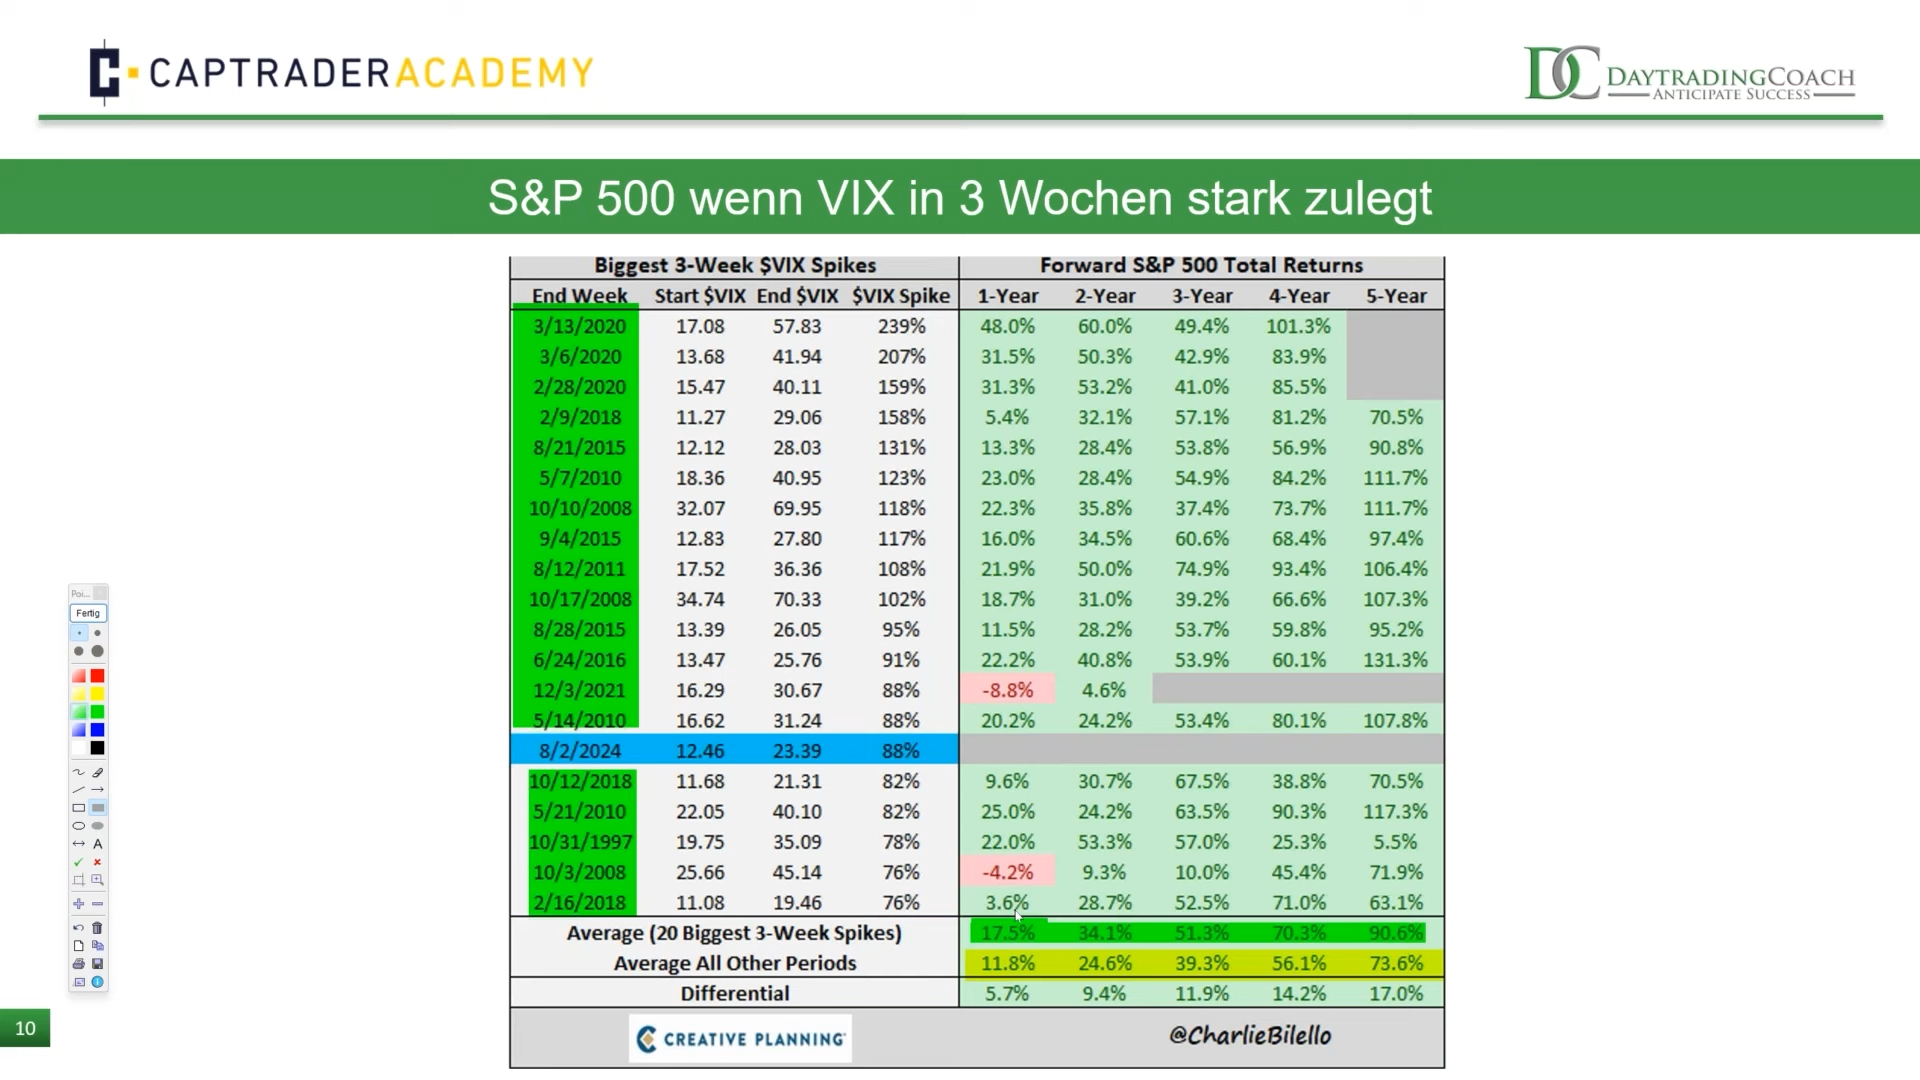 CAPTRADERACADEMY
DC DAYTRADINGCOACH
ANTICIPATE SUCCESS
S&P 500 wenn VIX in 3 Wochen stark zulegt
Biggest 3-Week $VIX Spikes Forward S&P 500 Total Returns
End Week Start $VIX End $VIX $VIX Spike 1-Year 2-Year 3-Year 4-Year 5-Year
3/13/2020 17.08 57.83 239% 48.0% 60.0% 49.4% 101.3%
3/6/2020 13.68 41.94 207% 31.5% 50.3% 42.9% 83.9%
2/28/2020 15.47 40.11 159% 31.3% 53.2% 41.0% 85.5%
2/9/2018 11.27 29.06 158% 5.4% 32.1% 57.1% 81.2% 70.5%
8/21/2015 12.12 28.03 131% 13.3% 28.4% 53.8% 56.9% 90.8%
5/7/2010 18.36 40.95 123% 23.0% 28.4% 54.9% 84.2% 111.7%
10/10/2008 32.07 69.95 118% 22.3% 35.8% 37.4% 73.7% 111.7%
9/4/2015 12.83 27.80 117% 16.0% 34.5% 60.6% 68.4% 97.4%
8/12/2011 17.52 36.36 108% 21.9% 50.0% 74.9% 93.4% 106.4%
10/17/2008 34.74 70.33 102% 18.7% 31.0% 39.2% 66.6% 107.3%
8/28/2015 13.39 26.05 95% 11.5% 28.2% 53.7% 59.8% 95.2%
6/24/2016 13.47 25.76 91% 22.2% 40.8% 53.9% 60.1% 131.3%
12/3/2021 16.29 30.67 88% -8.8% 4.6%
5/14/2010 16.62 31.24 88% 20.2% 24.2% 53.4% 80.1% 107.8%
8/2/2024 12.46 23.39 88%
10/12/2018 11.68 21.31 82% 9.6% 30.7% 67.5% 38.8% 70.5%
5/21/2010 22.05 40.10 82% 25.0% 24.2% 63.5% 90.3% 117.3%
10/31/1997 19.75 35.09 78% 22.0% 53.3% 57.0% 25.3% 5.5%
10/3/2008 25.66 45.14 76% -4.2% 9.3% 10.0% 45.4% 71.9%
2/16/2018 11.08 19.46 76% 3.6% 28.7% 52.5% 71.0% 63.1%
Average (20 Biggest 3-Week Spikes) 17.5% 34.1% 51.3% 70.3% 90.6%
Average All Other Periods 11.8% 24.6% 39.3% 56.1% 73.6%
Differential 5.7% 9.4% 11.9% 14.2% 17.0%
CREATIVE PLANNING @CharlieBilello
Poi...
Fertig
A
10